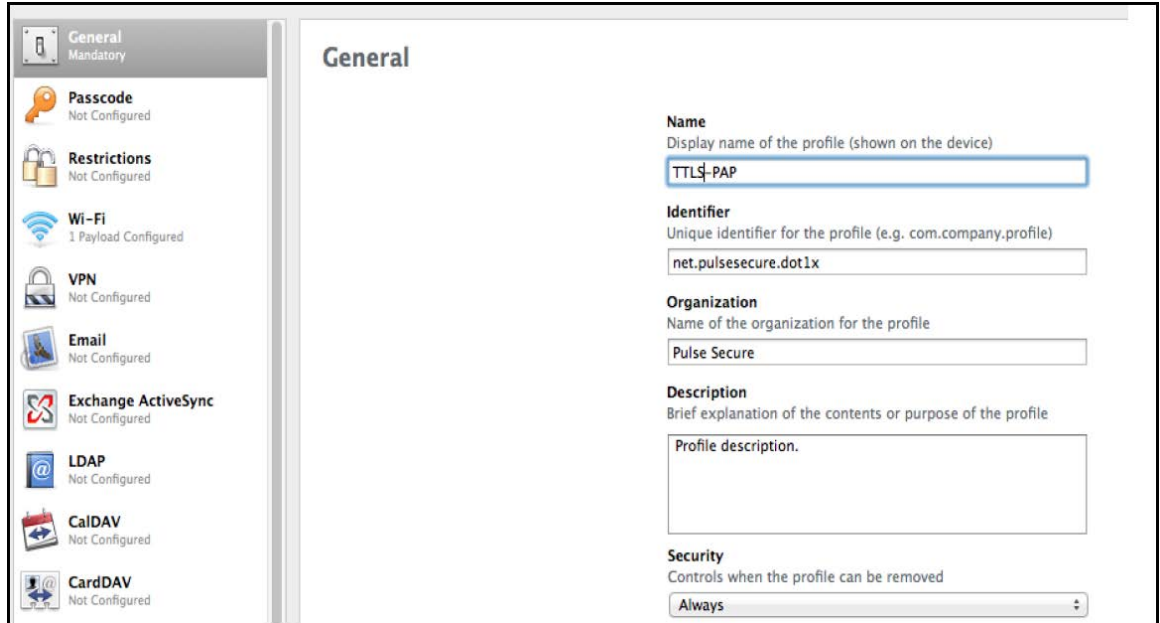 General
Mandatory
Passcode
Not Configured
Restrictions
Not Configured
Wi-Fi
1 Payload Configured
VPN
Not Configured
Email
Not Configured
Exchange ActiveSync
Not Configured
LDAP
Not Configured
CalDAV
Not Configured
CardDAV
Not Configured
General
Name
Display name of the profile (shown on the device)
TTLS-PAP
Identifier
Unique identifier for the profile (e.g. com.company.profile)
net.pulsesecure.dot1x
Organization
Name of the organization for the profile
Pulse Secure
Description
Brief explanation of the contents or purpose of the profile
Profile description.
Security
Controls when the profile can be removed
Always